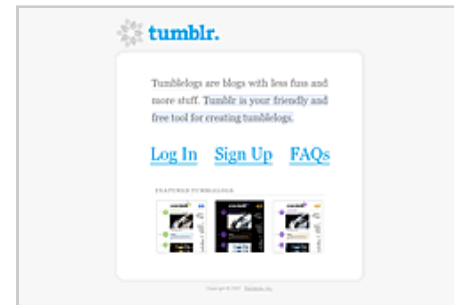 tumblr.
Tumblelogs are blogs with less fuss and
more stuff. Tumblr is your friendly and
free tool for creating tumblelogs.
Log In Sign Up FAQs
FEATURED TUMBLELOGS